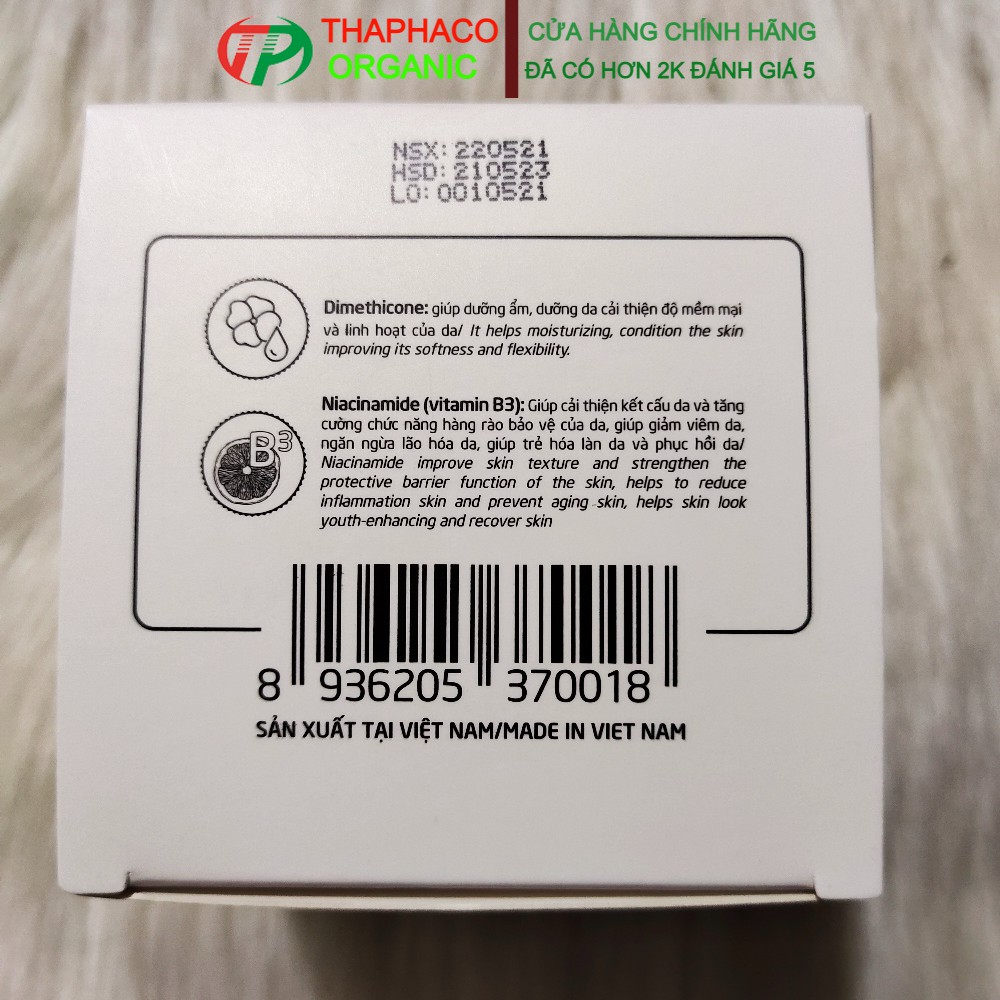 THAPHACO
ORGANIC
CỬA HÀNG CHÍNH HÃNG
ĐÃ CÓ HƠN 2K ĐÁNH GIÁ 5
NSX: 220521
HSD: 210523
LO: 0010521
Dimethicone: giúp dưỡng ẩm, dưỡng da cải thiện độ mềm mại
và linh hoạt của da/ It helps moisturizing, condition the skin
improving its softness and flexibility.
B3
Niacinamide (vitamin B3): Giúp cải thiện kết cấu da và tăng
cường chức năng hàng rào bảo vệ của da, giúp giảm viêm da,
ngăn ngừa lão hóa da, giúp trẻ hóa làn da và phục hồi da/
Niacinamide improve skin texture and strengthen the
protective barrier function of the skin, helps to reduce
inflammation skin and prevent aging skin, helps skin look
youth-enhancing and recover skin
8 936205 370018
SẢN XUẤT TẠI VIỆT NAM/MADE IN VIET NAM